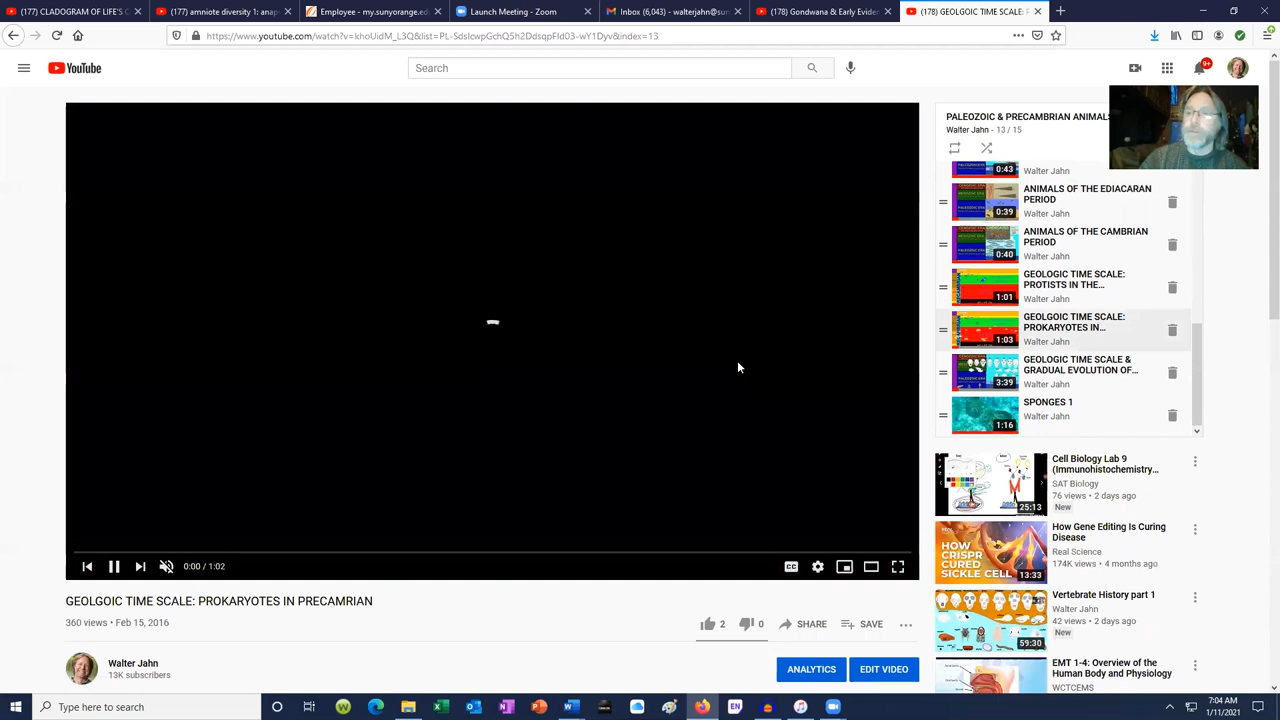 (177) CLADOGRAM OF LIFE'S
(177) amniote diversity 1: anap
Employee - my.sunyorange.ed
Launch Meeting - Zoom
Inbox (6,043) - walterjahn@sun
(178) Gondwana & Early Eviden
(178) GEOLGOIC TIME SCALE:
https://www.youtube.com/watch?v=khoUidM_L3Q&list=PL-SdsIcwpGchQ5h2DdsqpFId03-wY1Dyv&index=13
YouTube
Search
9+
PALEOZOIC & PRECAMBRIAN ANIMALS
Walter Jahn - 13 / 15
0:43
Walter Jahn
ANIMALS OF THE EDIACARAN
PERIOD
0:39
Walter Jahn
ANIMALS OF THE CAMBRIAN
PERIOD
0:40
Walter Jahn
GEOLOGIC TIME SCALE:
PROTISTS IN THE...
1:01
Walter Jahn
GEOLGOIC TIME SCALE:
PROKARYOTES IN...
1:03
Walter Jahn
GEOLOGIC TIME SCALE &
GRADUAL EVOLUTION OF...
3:39
Walter Jahn
SPONGES 1
Walter Jahn
1:16
Cell Biology Lab 9
(Immunohistochemistry...
SAT Biology
76 views • 2 days ago
New
25:13
How Gene Editing Is Curing
Disease
Real Science
174K views • 4 months ago
HOW
CRISPR
CURED
SICKLE CELL
13:33
Vertebrate History part 1
Walter Jahn
42 views • 2 days ago
New
59:30
EMT 1-4: Overview of the
Human Body and Physiology
WCTCEMS
0:00 / 1:02
CC
GEOLGOIC TIME SCALE: PROKARYOTES IN PRECAMRIAN
360 views • Feb 15, 2016
2
0
SHARE
SAVE
Walter Jahn
13K subscribers
ANALYTICS
EDIT VIDEO
Type here to search
EN
7:04 AM
1/11/2021